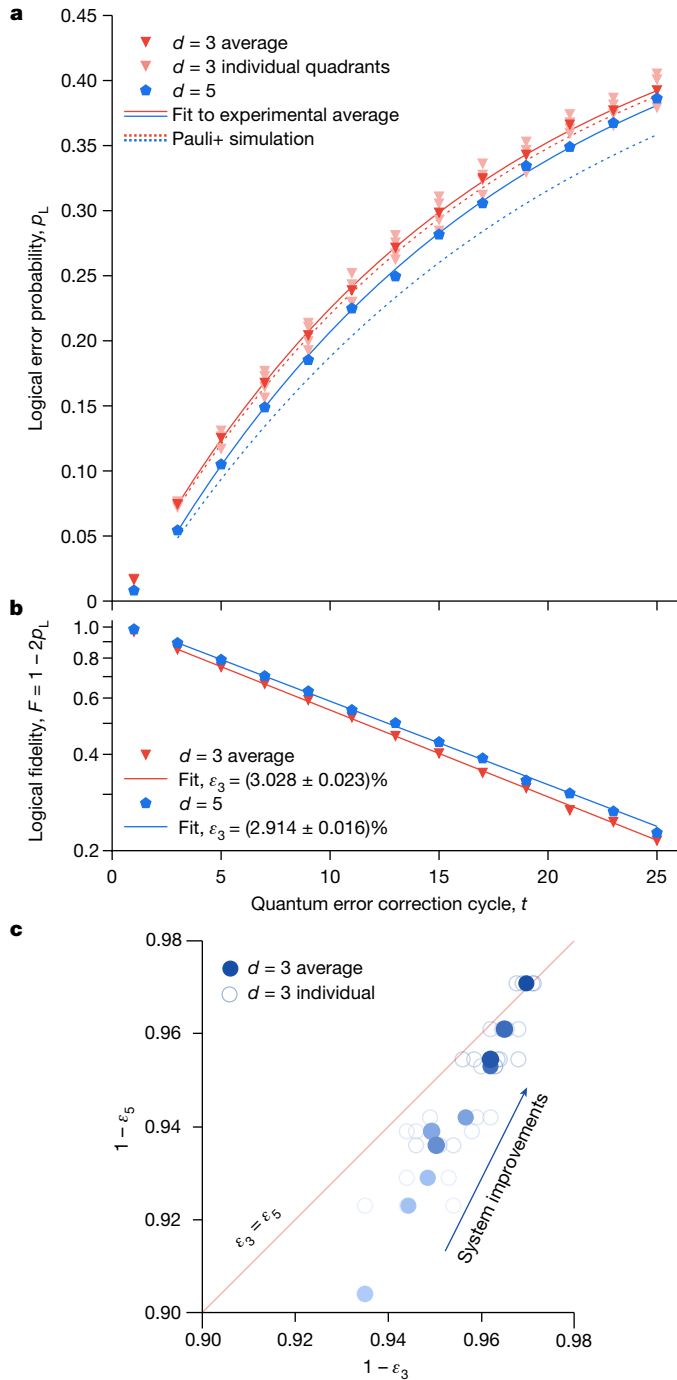 a
0.45
0.40
0.35
0.30
0.25
0.20
0.15
0.10
0.05
0
Logical error probability, pL
d = 3 average
d = 3 individual quadrants
d = 5
Fit to experimental average
Pauli+ simulation
b
1.0
0.8
0.6
0.4
0.2
Logical fidelity, F = 1 − 2pL
d = 3 average
Fit, ε3 = (3.028 ± 0.023)%
d = 5
Fit, ε3 = (2.914 ± 0.016)%
0 5 10 15 20 25
Quantum error correction cycle, t
c
0.98
0.96
0.94
0.92
0.90
1 − ε5
d = 3 average
d = 3 individual
System improvements
ε3 = ε5
0.90 0.92 0.94 0.96 0.98
1 − ε3